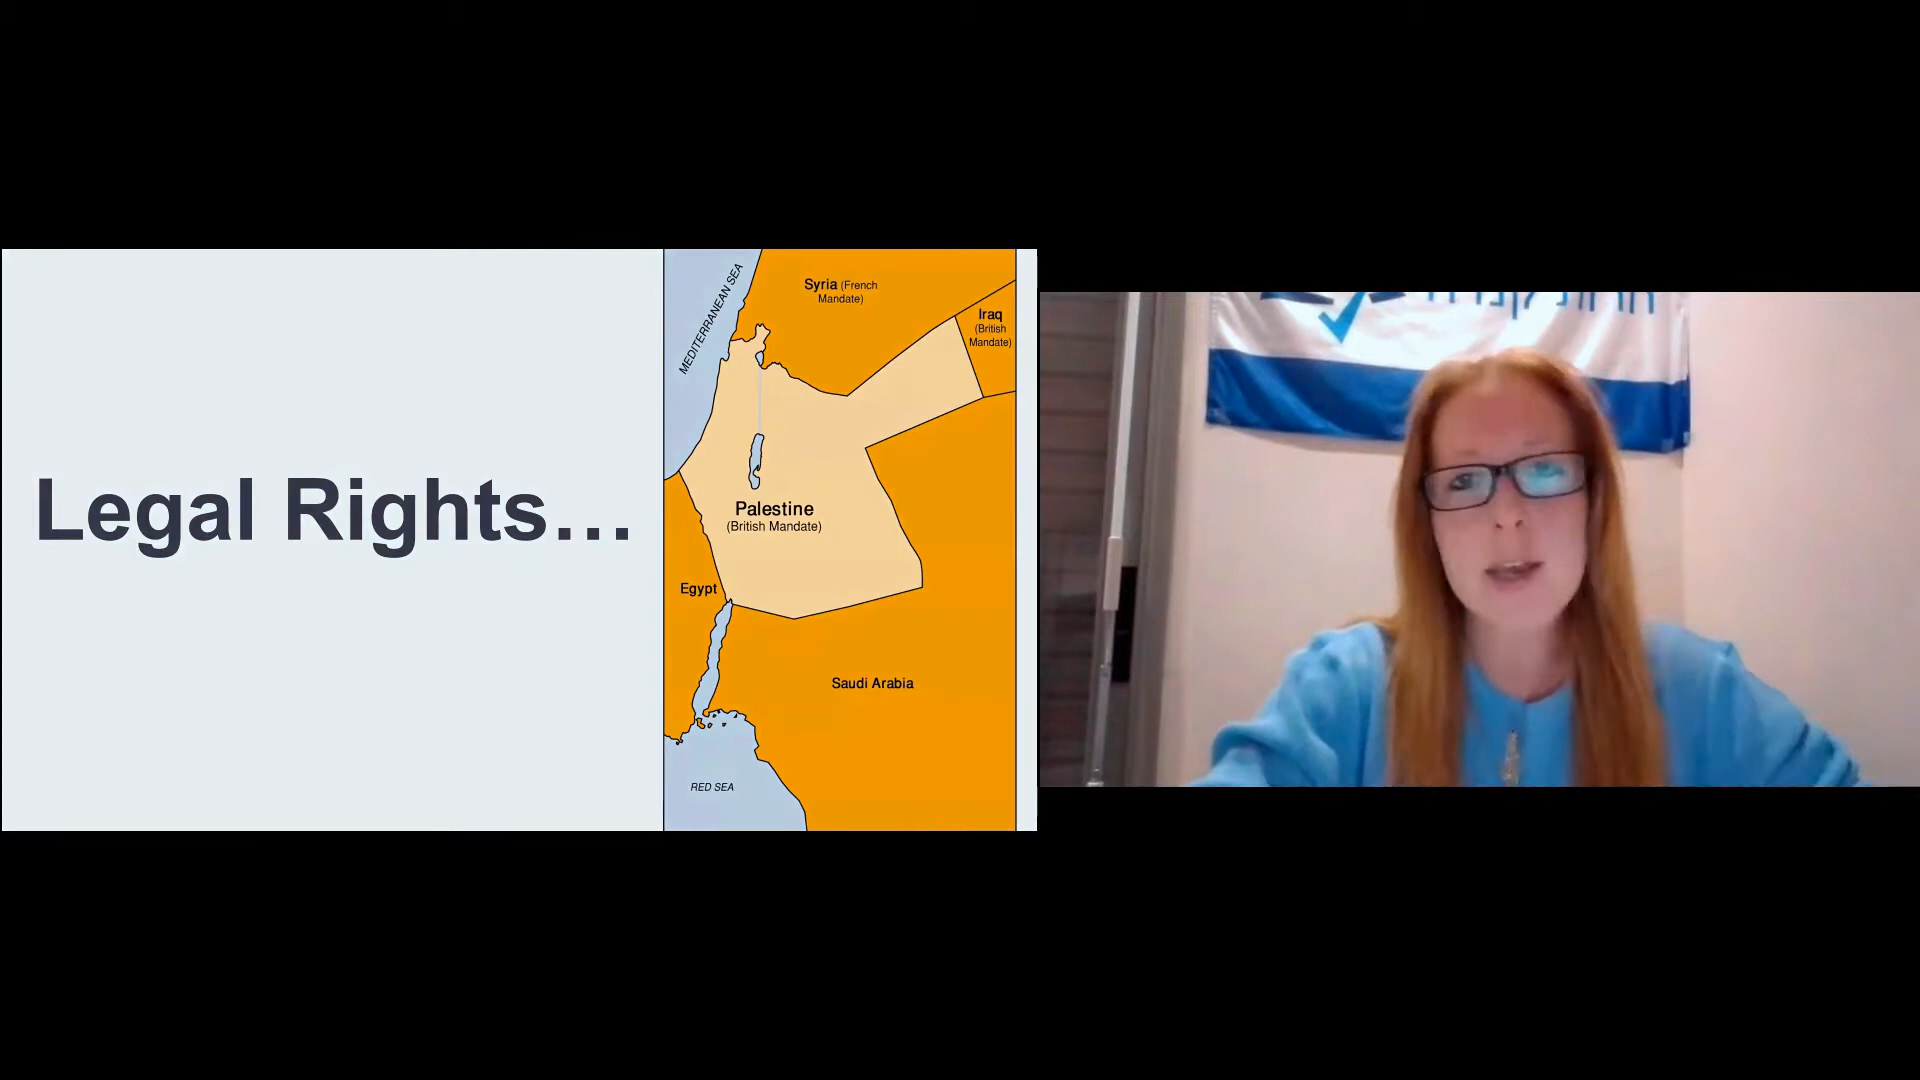 Legal Rights...
MEDITERRANEAN SEA
Syria (French
Mandate)
Iraq
(British
Mandate)
Palestine
(British Mandate)
Egypt
Saudi Arabia
RED SEA